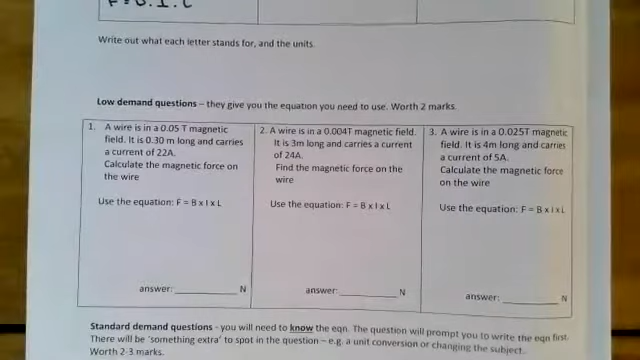 F = B . I . L
Write out what each letter stands for, and the units.
Low demand questions – they give you the equation you need to use. Worth 2 marks.
1. A wire is in a 0.05 T magnetic
field. It is 0.30 m long and carries
a current of 22A.
Calculate the magnetic force on
the wire
Use the equation: F = B x I x L
answer: ____________ N
2. A wire is in a 0.004T magnetic field.
It is 3m long and carries a current
of 24A.
Find the magnetic force on the
wire
Use the equation: F = B x I x L
answer: ____________ N
3. A wire is in a 0.025T magnetic
field. It is 4m long and carries
a current of 5A.
Calculate the magnetic force
on the wire
Use the equation: F = B x I x L
answer: ____________ N
Standard demand questions - you will need to know the eqn. The question will prompt you to write the eqn first.
There will be 'something extra' to spot in the question – e.g. a unit conversion or changing the subject.
Worth 2-3 marks.